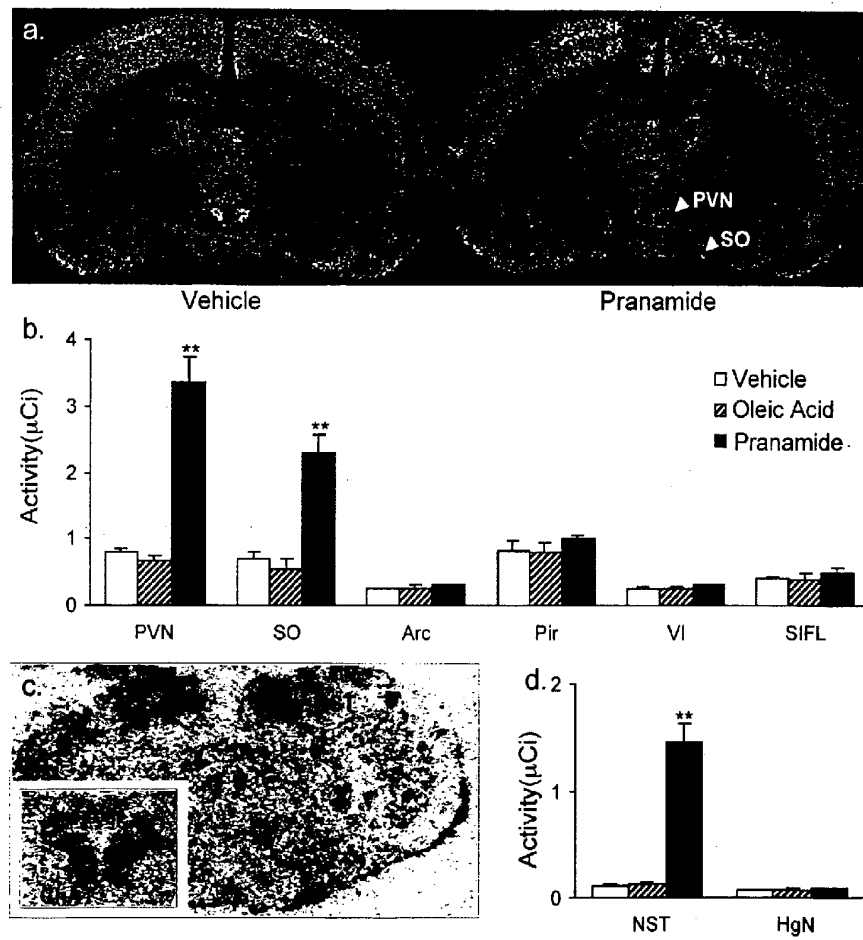 a.
PVN
SO
Vehicle
Pranamide
b.
Activity(µCi)
4
3
2
1
0
**
**
Vehicle
Oleic Acid
Pranamide
PVN
SO
Arc
Pir
VI
SIFL
c.
d.
Activity(µCi)
2
1
0
**
NST
HgN